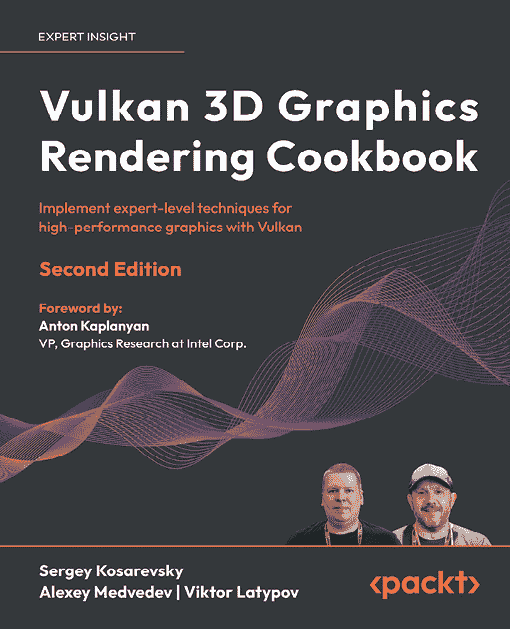 EXPERT INSIGHT
Vulkan 3D Graphics
Rendering Cookbook
Implement expert-level techniques for
high-performance graphics with Vulkan
Second Edition
Foreword by:
Anton Kaplanyan
VP, Graphics Research at Intel Corp.
Sergey Kosarevsky
Alexey Medvedev | Viktor Latypov
<packt>